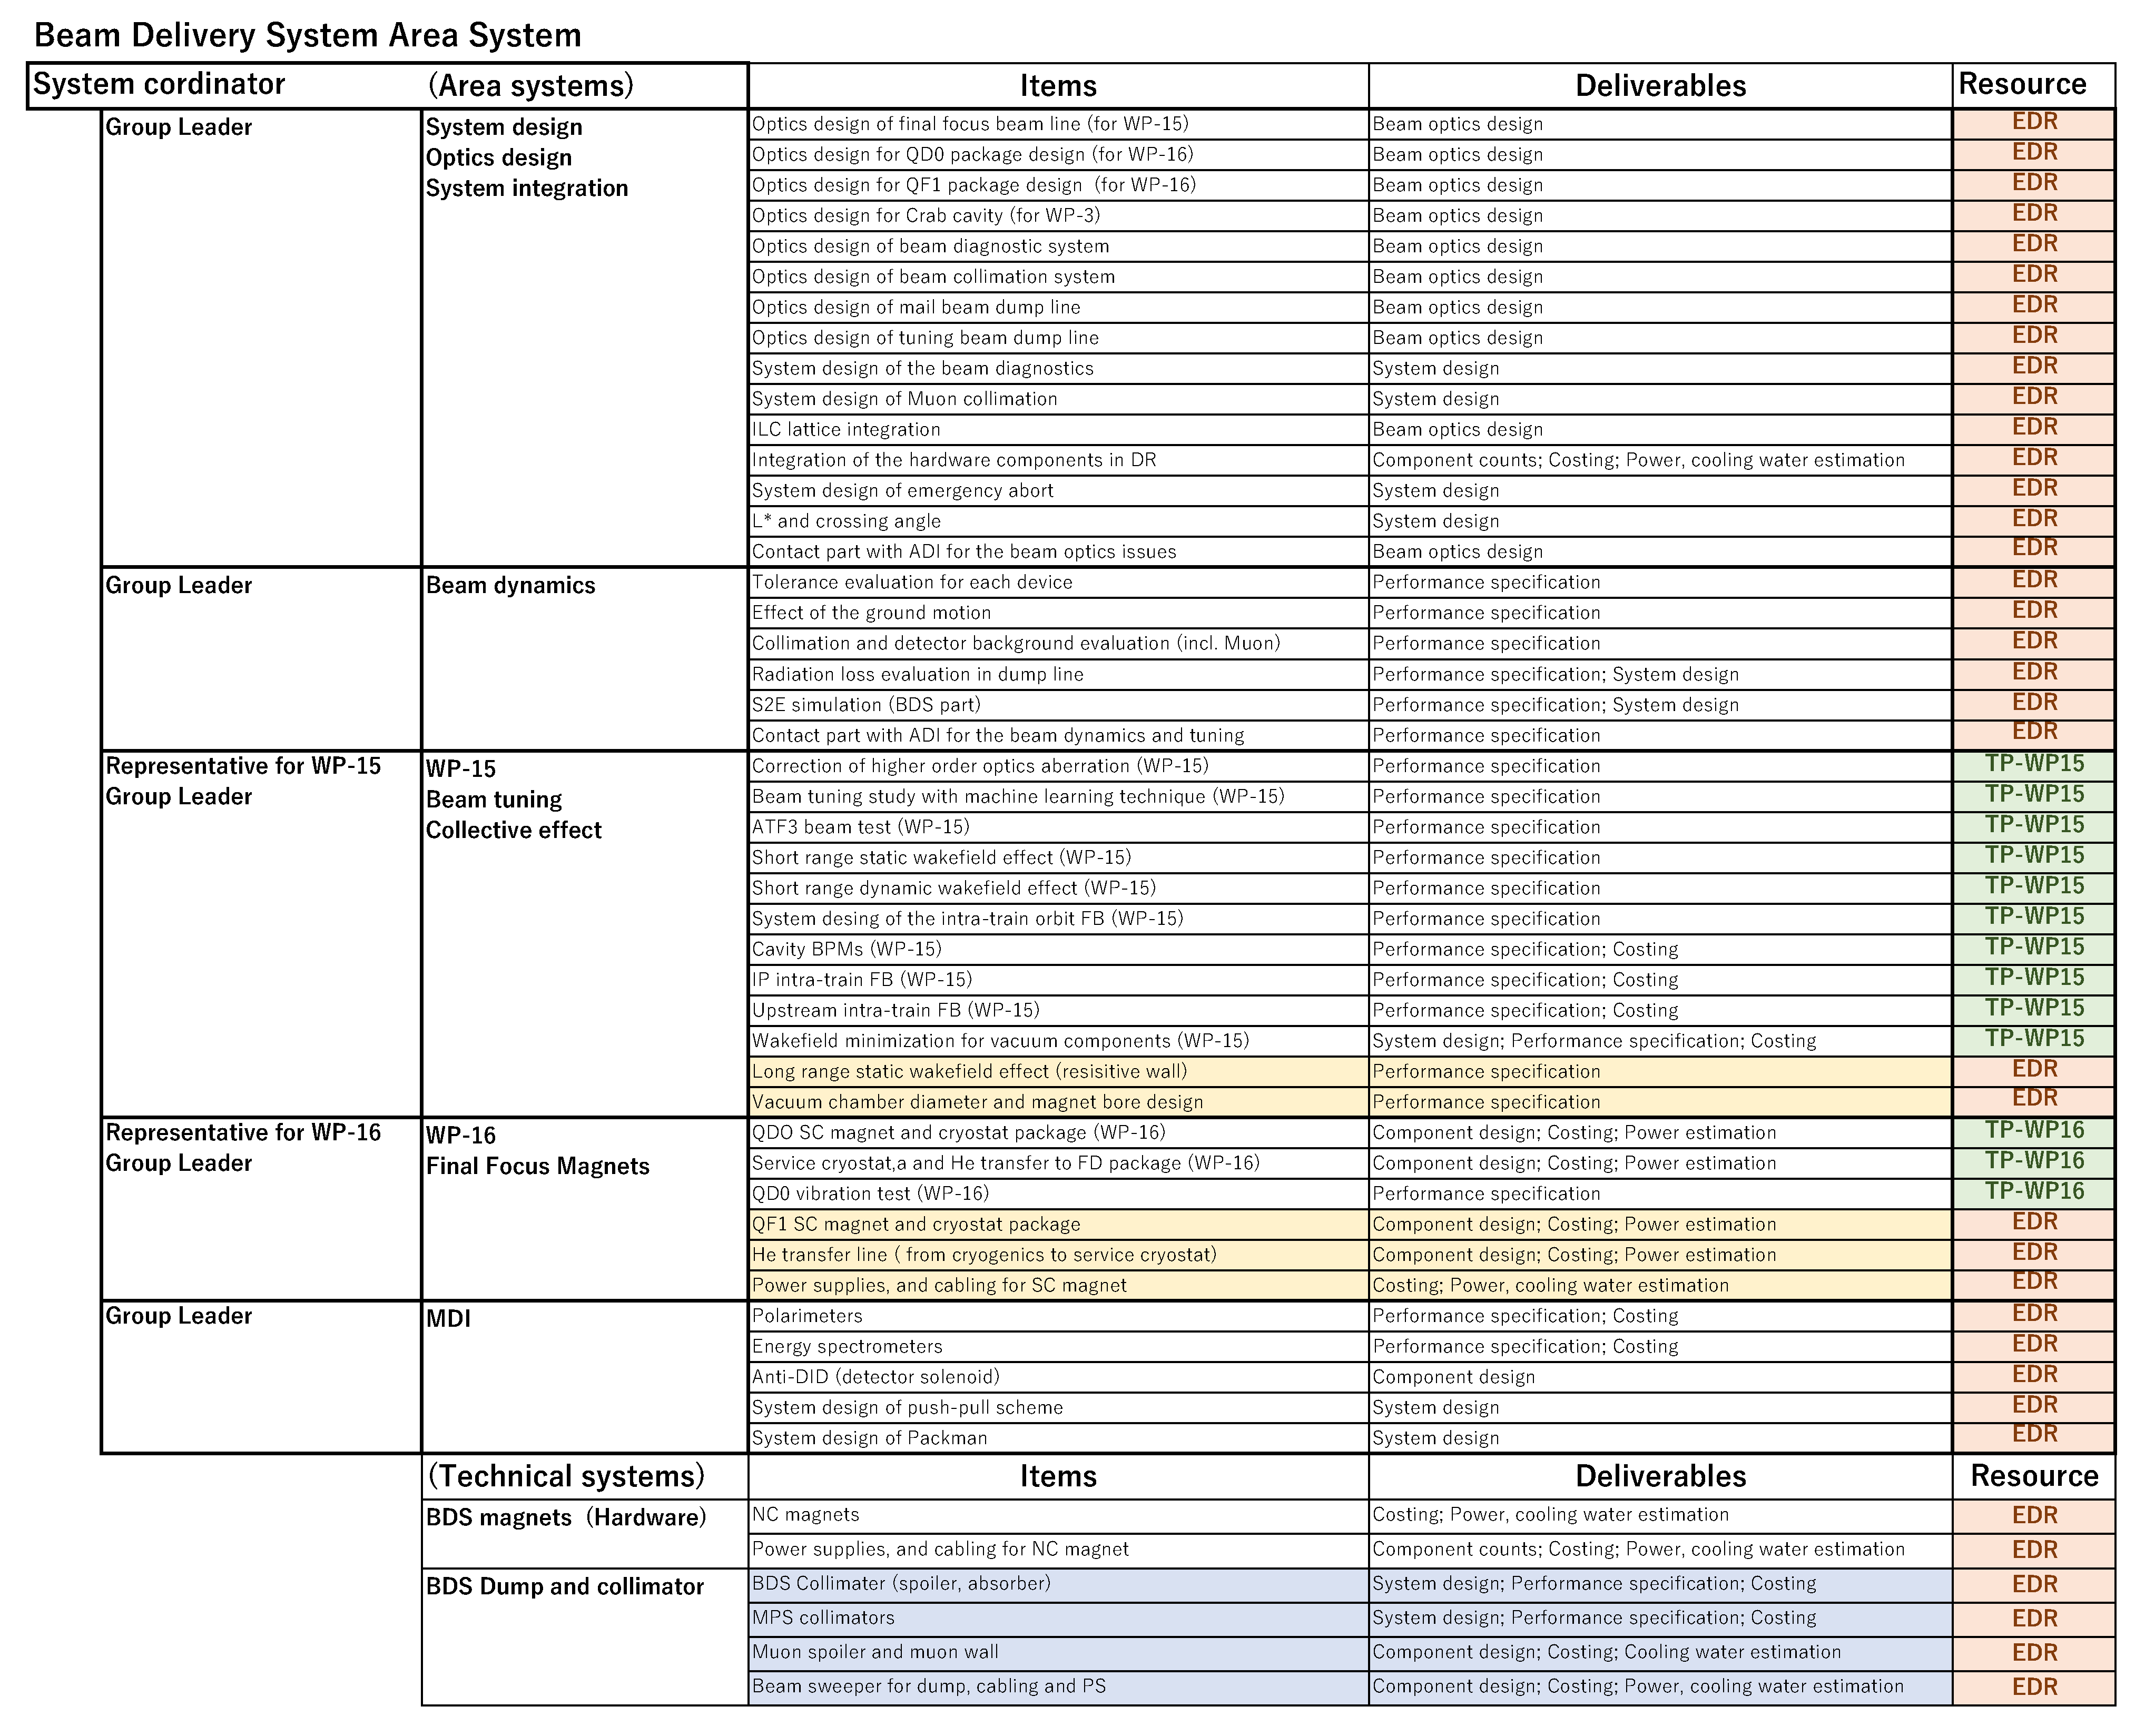 Beam Delivery System Area System
System cordinator (Area systems) Items Deliverables Resource
Group Leader System design Optics design of final focus beam line (for WP-15) Beam optics design EDR
Optics design Optics design for QD0 package design (for WP-16) Beam optics design EDR
System integration Optics design for QF1 package design (for WP-16) Beam optics design EDR
Optics design for Crab cavity (for WP-3) Beam optics design EDR
Optics design of beam diagnostic system Beam optics design EDR
Optics design of beam collimation system Beam optics design EDR
Optics design of mail beam dump line Beam optics design EDR
Optics design of tuning beam dump line Beam optics design EDR
System design of the beam diagnostics System design EDR
System design of Muon collimation System design EDR
ILC lattice integration Beam optics design EDR
Integration of the hardware components in DR Component counts; Costing; Power, cooling water estimation EDR
System design of emergency abort System design EDR
L* and crossing angle System design EDR
Contact part with ADI for the beam optics issues Beam optics design EDR
Group Leader Beam dynamics Tolerance evaluation for each device Performance specification EDR
Effect of the ground motion Performance specification EDR
Collimation and detector background evaluation (incl. Muon) Performance specification EDR
Radiation loss evaluation in dump line Performance specification; System design EDR
S2E simulation (BDS part) Performance specification; System design EDR
Contact part with ADI for the beam dynamics and tuning Performance specification EDR
Representative for WP-15 WP-15 Correction of higher order optics aberration (WP-15) Performance specification TP-WP15
Group Leader Beam tuning Beam tuning study with machine learning technique (WP-15) Performance specification TP-WP15
Collective effect ATF3 beam test (WP-15) Performance specification TP-WP15
Short range static wakefield effect (WP-15) Performance specification TP-WP15
Short range dynamic wakefield effect (WP-15) Performance specification TP-WP15
System desing of the intra-train orbit FB (WP-15) Performance specification TP-WP15
Cavity BPMs (WP-15) Performance specification; Costing TP-WP15
IP intra-train FB (WP-15) Performance specification; Costing TP-WP15
Upstream intra-train FB (WP-15) Performance specification; Costing TP-WP15
Wakefield minimization for vacuum components (WP-15) System design; Performance specification; Costing TP-WP15
Long range static wakefield effect (resisitive wall) Performance specification EDR
Vacuum chamber diameter and magnet bore design Performance specification EDR
Representative for WP-16 WP-16 QDO SC magnet and cryostat package (WP-16) Component design; Costing; Power estimation TP-WP16
Group Leader Final Focus Magnets Service cryostat,a and He transfer to FD package (WP-16) Component design; Costing; Power estimation TP-WP16
QD0 vibration test (WP-16) Performance specification TP-WP16
QF1 SC magnet and cryostat package Component design; Costing; Power estimation EDR
He transfer line ( from cryogenics to service cryostat) Component design; Costing; Power estimation EDR
Power supplies, and cabling for SC magnet Costing; Power, cooling water estimation EDR
Group Leader MDI Polarimeters Performance specification; Costing EDR
Energy spectrometers Performance specification; Costing EDR
Anti-DID (detector solenoid) Component design EDR
System design of push-pull scheme System design EDR
System design of Packman System design EDR
(Technical systems) Items Deliverables Resource
BDS magnets (Hardware) NC magnets Costing; Power, cooling water estimation EDR
Power supplies, and cabling for NC magnet Component counts; Costing; Power, cooling water estimation EDR
BDS Dump and collimator BDS Collimater (spoiler, absorber) System design; Performance specification; Costing EDR
MPS collimators System design; Performance specification; Costing EDR
Muon spoiler and muon wall Component design; Costing; Cooling water estimation EDR
Beam sweeper for dump, cabling and PS Component design; Costing; Power, cooling water estimation EDR